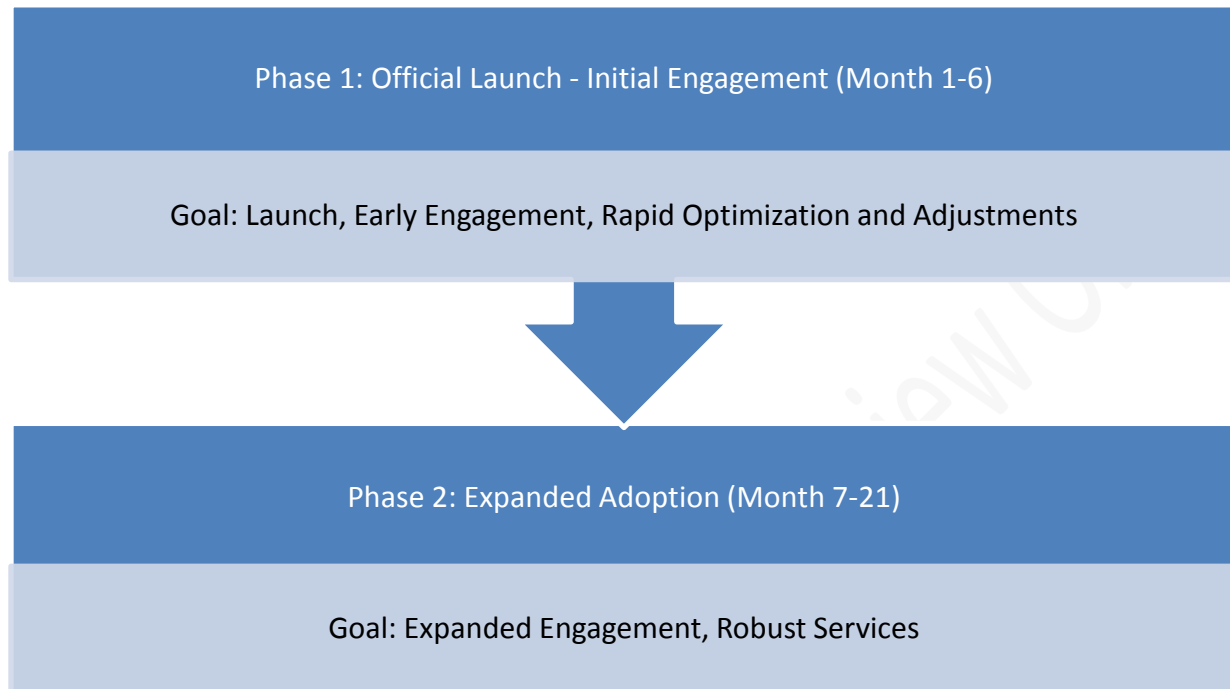 Phase 1: Official Launch - Initial Engagement (Month 1-6)
Goal: Launch, Early Engagement, Rapid Optimization and Adjustments
Phase 2: Expanded Adoption (Month 7-21)
Goal: Expanded Engagement, Robust Services